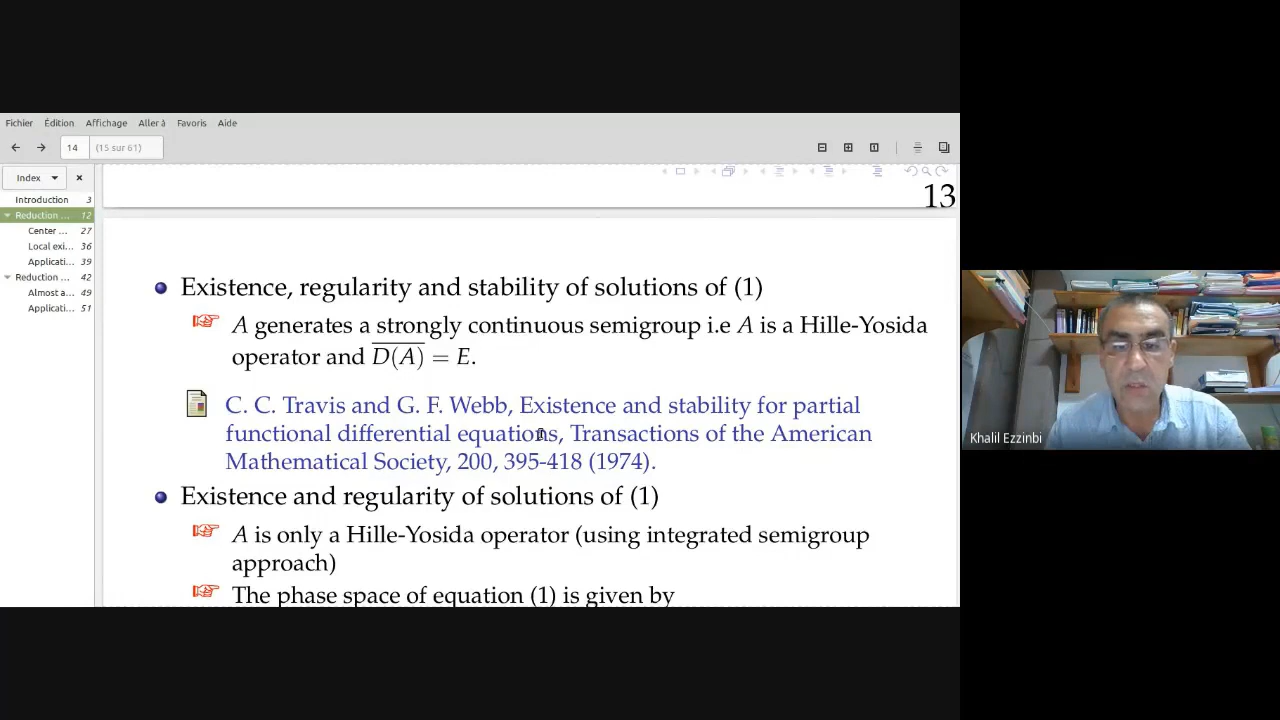 Fichier Édition Affichage Aller à Favoris Aide
14 (15 sur 61)
Index
Introduction 3
Reduction ... 12
Center ... 27
Local exi... 36
Applicati... 39
Reduction ... 42
Almost a... 49
Applicati... 51
13
Existence, regularity and stability of solutions of (1)
A generates a strongly continuous semigroup i.e A is a Hille-Yosida
operator and \overline{D(A)} = E.
C. C. Travis and G. F. Webb, Existence and stability for partial
functional differential equations, Transactions of the American
Mathematical Society, 200, 395-418 (1974).
Existence and regularity of solutions of (1)
A is only a Hille-Yosida operator (using integrated semigroup
approach)
The phase space of equation (1) is given by
Khalil Ezzinbi